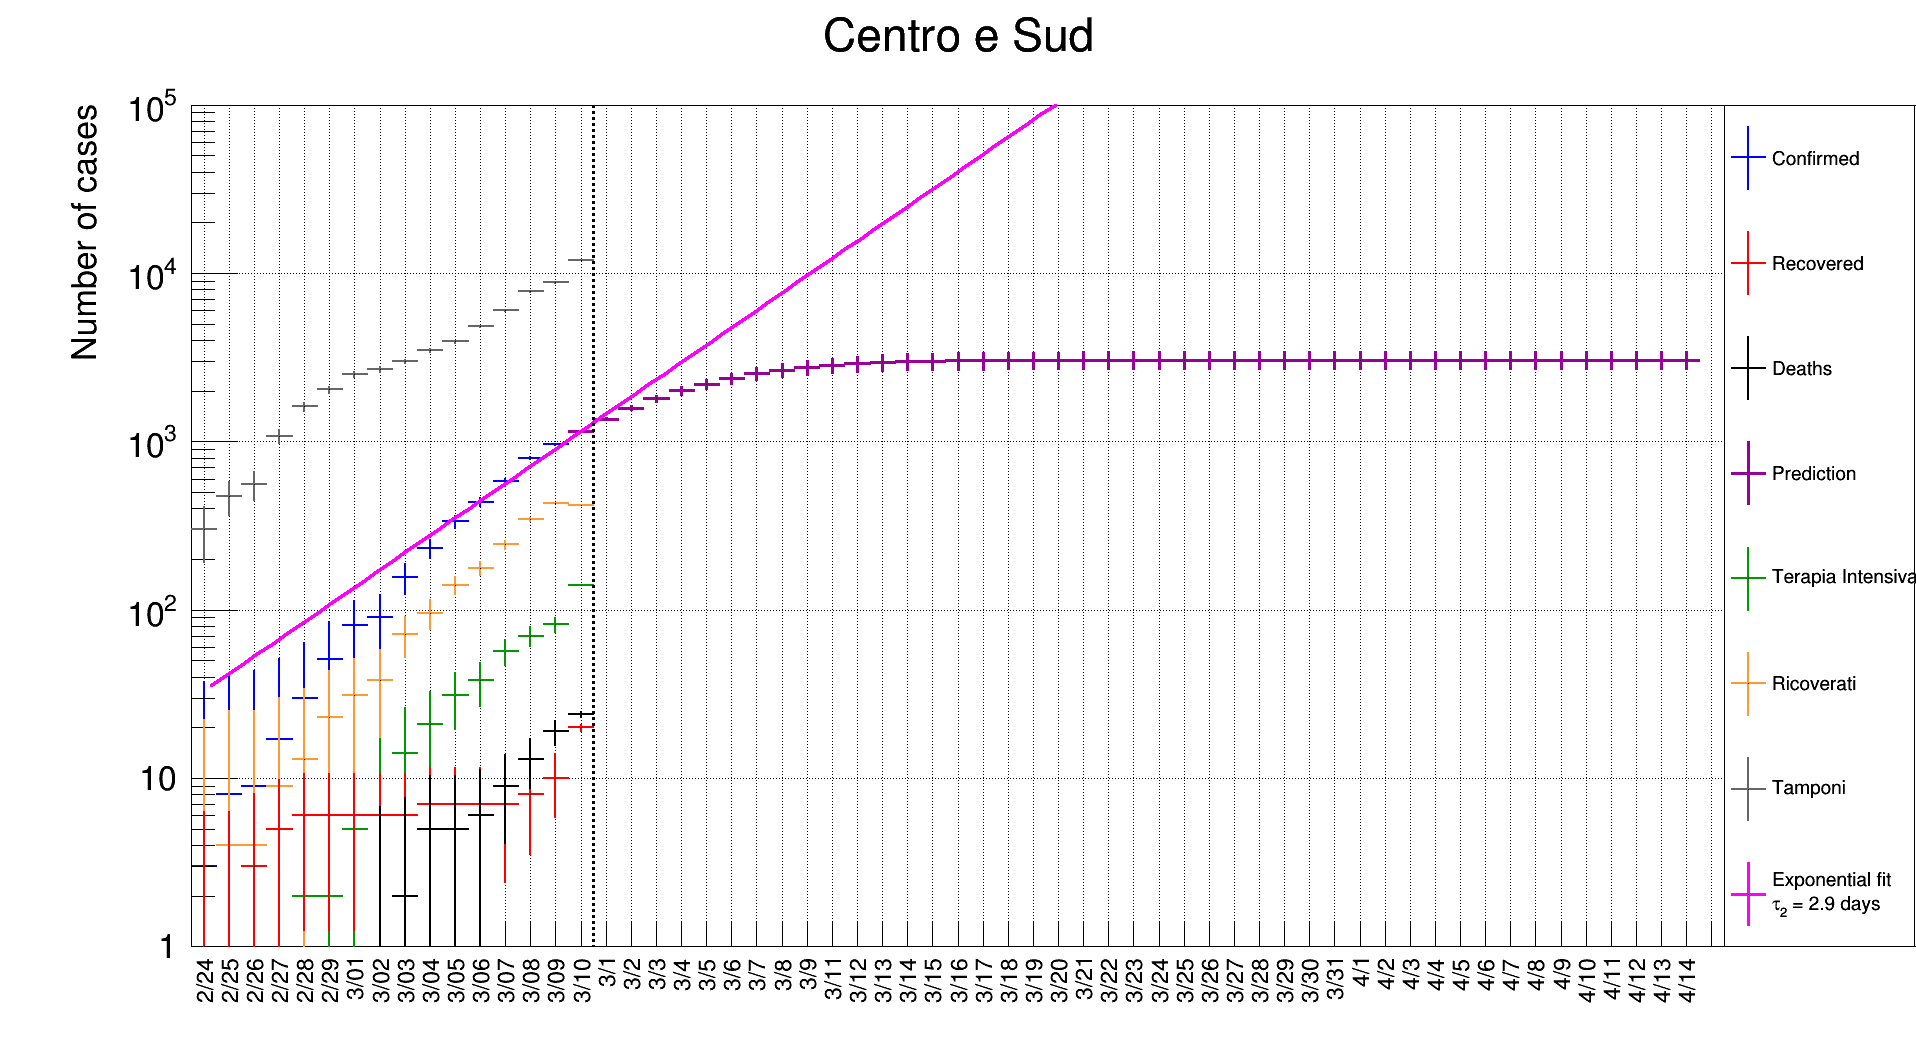 Centro e Sud
Number of cases
10^5
10^4
10^3
10^2
10
1
2/24 2/25 2/26 2/27 2/28 2/29 3/01 3/02 3/03 3/04 3/05 3/06 3/07 3/08 3/09 3/10 3/1 3/2 3/3 3/4 3/5 3/6 3/7 3/8 3/9 3/11 3/12 3/13 3/14 3/15 3/16 3/17 3/18 3/19 3/20 3/21 3/22 3/23 3/24 3/25 3/26 3/27 3/28 3/29 3/30 3/31 4/1 4/2 4/3 4/4 4/5 4/6 4/7 4/8 4/9 4/10 4/11 4/12 4/13 4/14
Confirmed
Recovered
Deaths
Prediction
Terapia Intensiva
Ricoverati
Tamponi
Exponential fit
τ₂ = 2.9 days